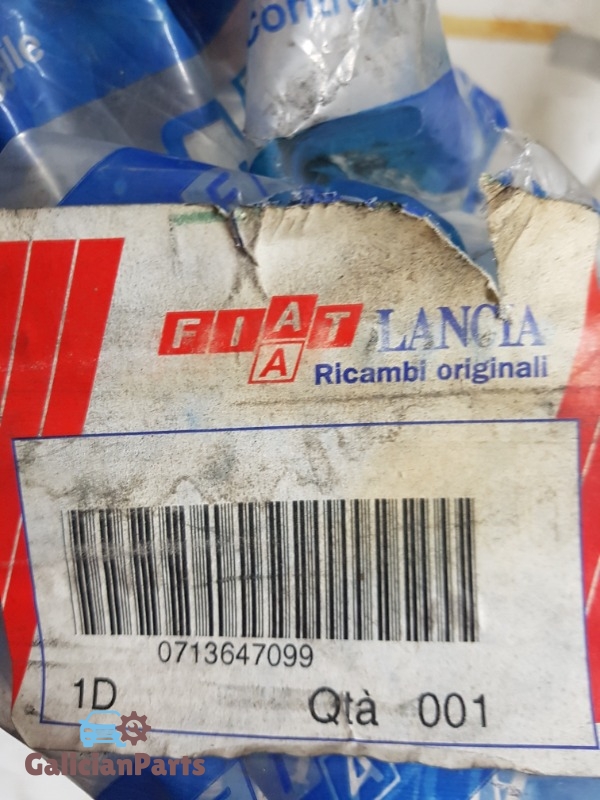 FIAT LANCIA
A
Ricambi originali
0713647099
1D Qtà 001
GalicianParts